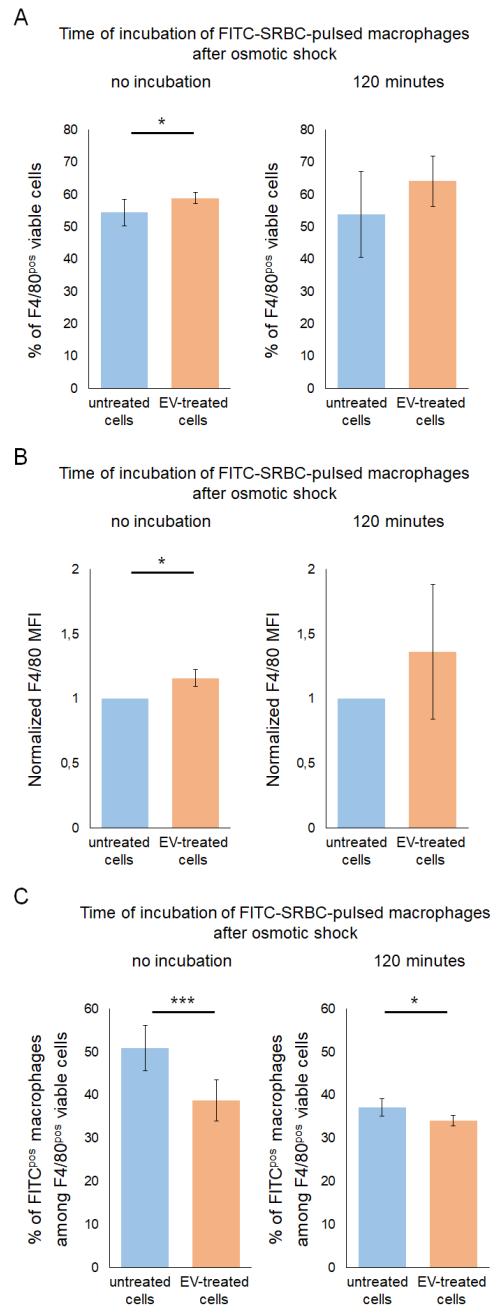 A
Time of incubation of FITC-SRBC-pulsed macrophages
after osmotic shock
no incubation
120 minutes
% of F4/80pos viable cells
80
70
60
50
40
30
20
10
0
*
untreated
cells
EV-treated
cells
% of F4/80pos viable cells
80
70
60
50
40
30
20
10
0
untreated
cells
EV-treated
cells
B
Time of incubation of FITC-SRBC-pulsed macrophages
after osmotic shock
no incubation
120 minutes
Normalized F4/80 MFI
2
1,5
1
0,5
0
*
untreated
cells
EV-treated
cells
Normalized F4/80 MFI
2
1,5
1
0,5
0
untreated
cells
EV-treated
cells
C
Time of incubation of FITC-SRBC-pulsed macrophages
after osmotic shock
no incubation
120 minutes
% of FITCpos macrophages
among F4/80pos viable cells
60
50
40
30
20
10
0
***
untreated
cells
EV-treated
cells
% of FITCpos macrophages
among F4/80pos viable cells
60
50
40
30
20
10
0
*
untreated
cells
EV-treated
cells